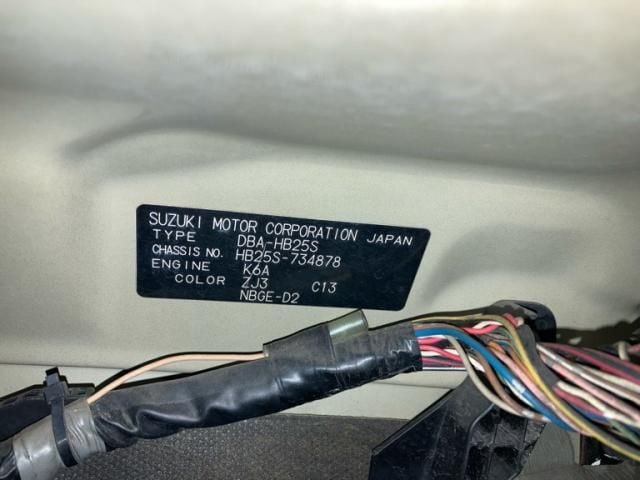 SUZUKI MOTOR CORPORATION JAPAN
TYPE DBA-HB25S
CHASSIS NO. HB25S-734878
ENGINE K6A
COLOR ZJ3 C13
NBGE-D2